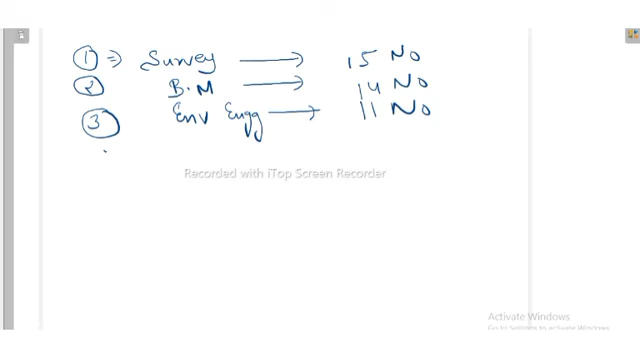 ① ⇒ Survey ⟶ 15 No
② B.M ⟶ 14 No
③ Env Engg ⟶ 11 No
Recorded with iTop Screen Recorder
Activate Windows
Go to Settings to activate Windows.